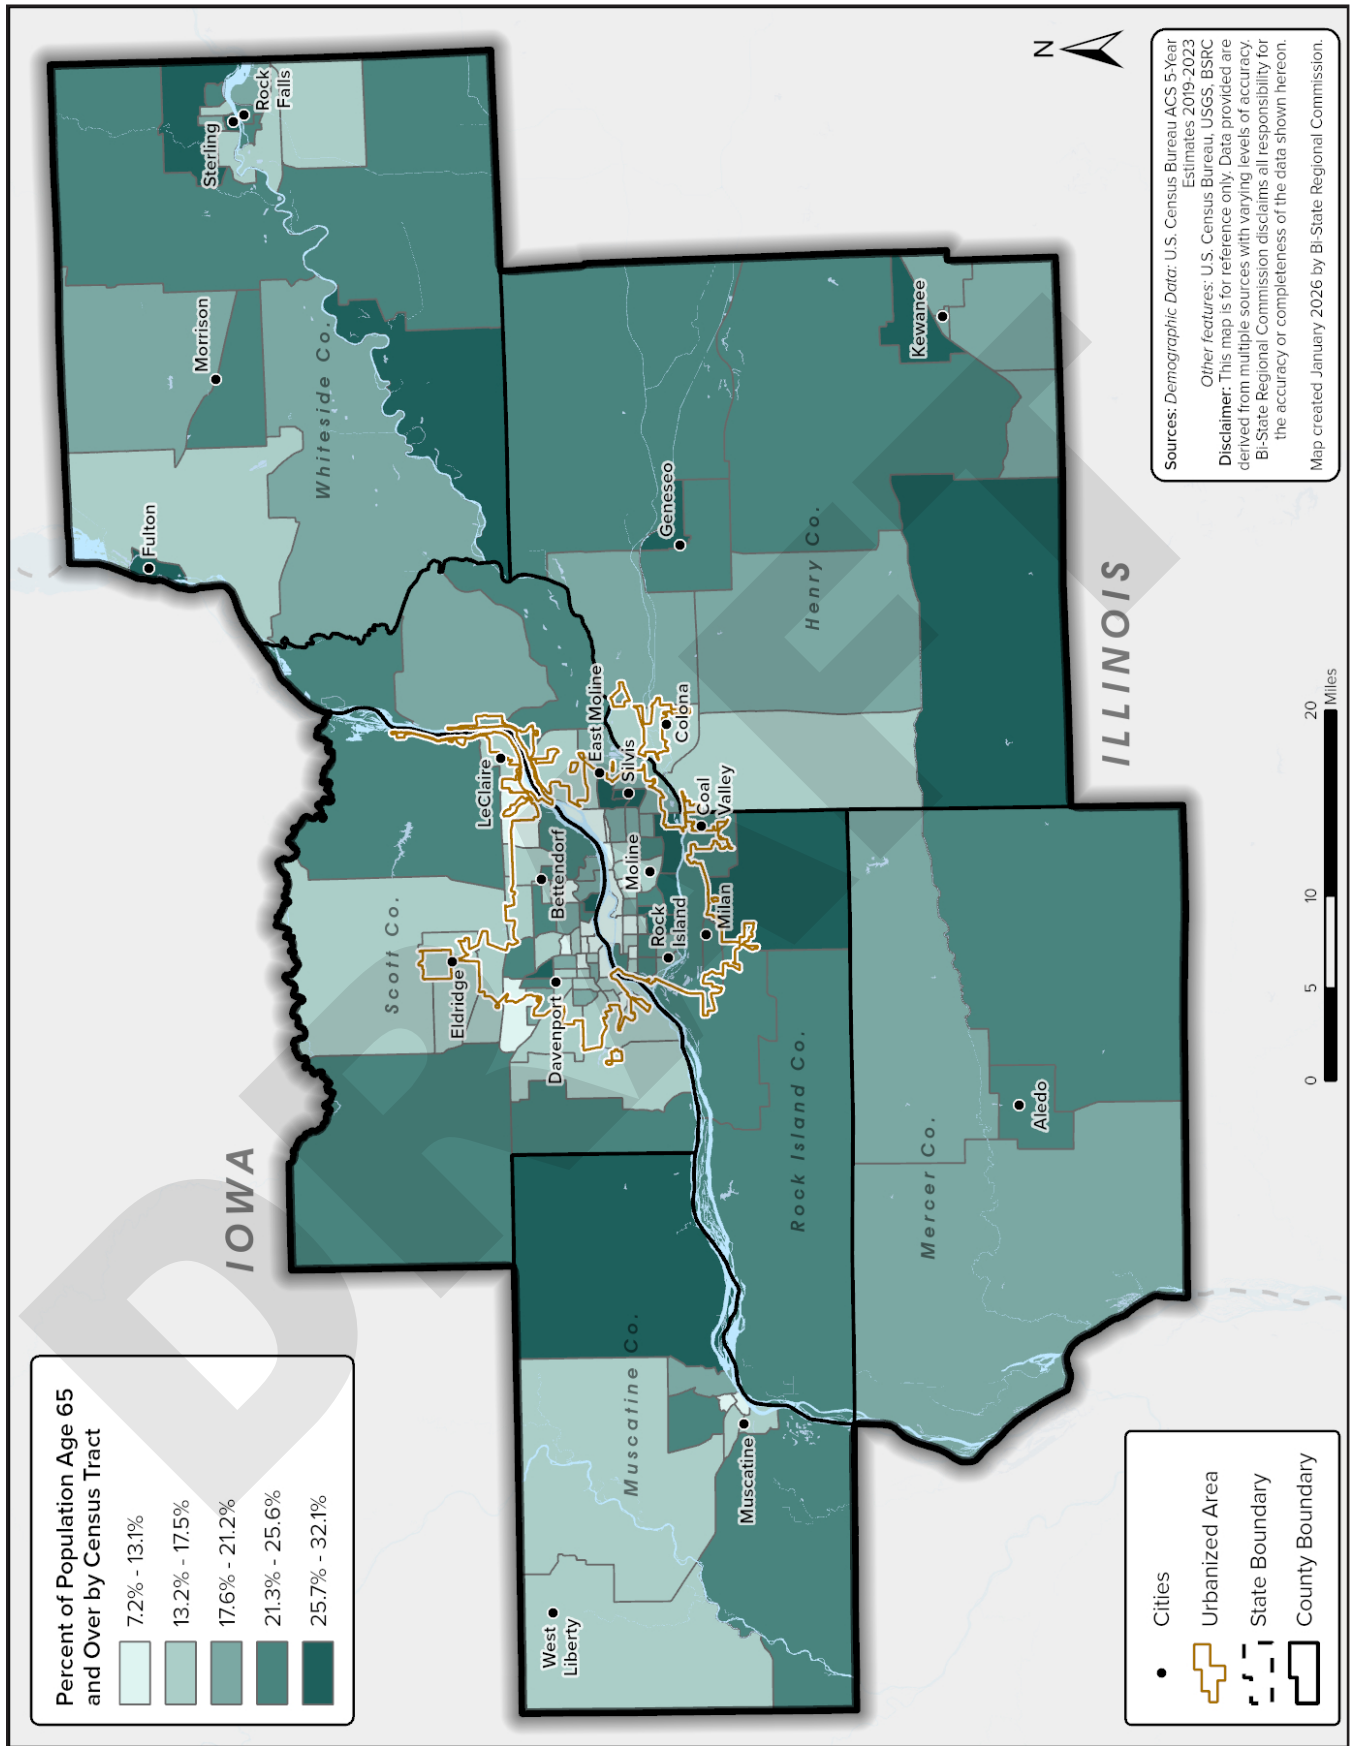 Percent of Population Age 65
and Over by Census Tract
7.2% - 13.1%
13.2% - 17.5%
17.6% - 21.2%
21.3% - 25.6%
25.7% - 32.1%
IOWA
ILLINOIS
DRAFT
Scott Co.
Whiteside Co.
Muscatine Co.
Rock Island Co.
Henry Co.
Mercer Co.
Fulton
Morrison
Sterling
Rock
Falls
Eldridge
LeClaire
Davenport
Bettendorf
East Moline
Silvis
Moline
Rock
Island
Milan
Coal
Valley
Colona
Geneseo
Kewanee
West
Liberty
Muscatine
Aledo
Cities
Urbanized Area
State Boundary
County Boundary
0 5 10 20
Miles
N
Sources: Demographic Data: U.S. Census Bureau ACS 5-Year
Estimates 2019-2023
Other features: U.S. Census Bureau, USGS, BSRC
Disclaimer: This map is for reference only. Data provided are
derived from multiple sources with varying levels of accuracy.
Bi-State Regional Commission disclaims all responsibility for
the accuracy or completeness of the data shown hereon.
Map created January 2026 by Bi-State Regional Commission.